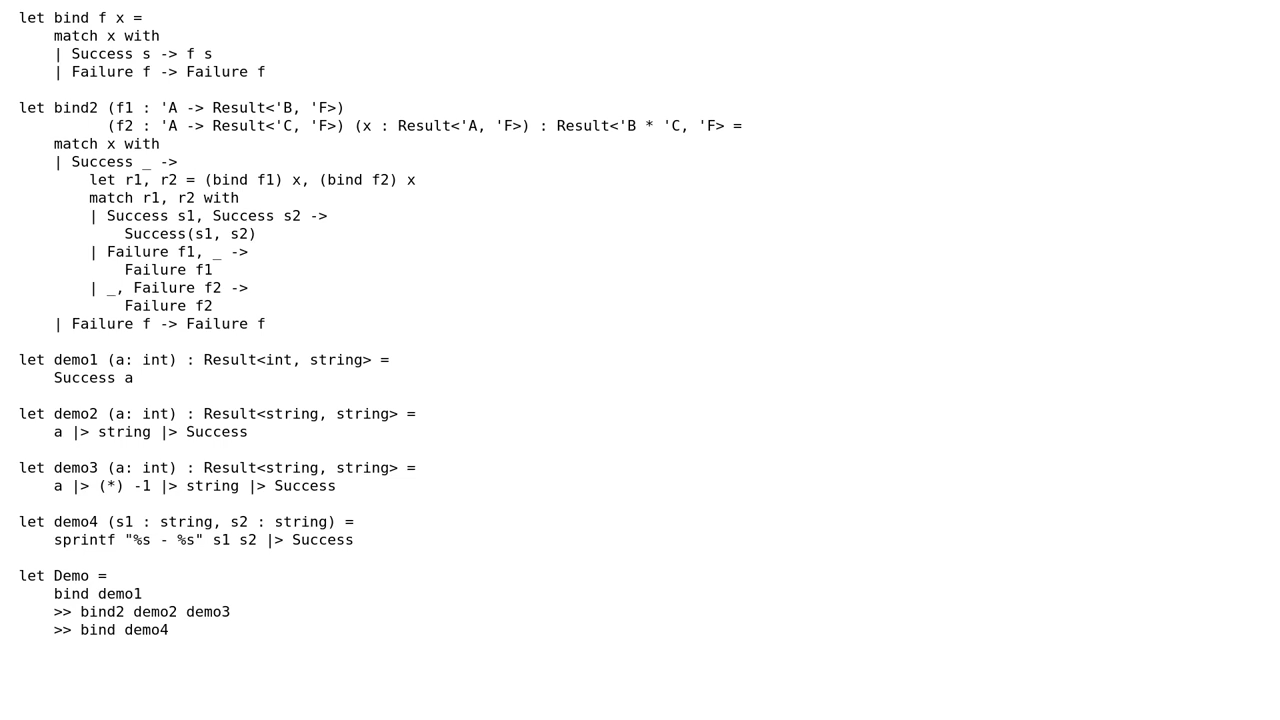 let bind f x =
    match x with
    | Success s -> f s
    | Failure f -> Failure f

let bind2 (f1 : 'A -> Result<'B, 'F>)
          (f2 : 'A -> Result<'C, 'F>) (x : Result<'A, 'F>) : Result<'B * 'C, 'F> =
    match x with
    | Success _ ->
        let r1, r2 = (bind f1) x, (bind f2) x
        match r1, r2 with
        | Success s1, Success s2 ->
            Success(s1, s2)
        | Failure f1, _ ->
            Failure f1
        | _, Failure f2 ->
            Failure f2
    | Failure f -> Failure f

let demo1 (a: int) : Result<int, string> =
    Success a

let demo2 (a: int) : Result<string, string> =
    a |> string |> Success

let demo3 (a: int) : Result<string, string> =
    a |> (*) -1 |> string |> Success

let demo4 (s1 : string, s2 : string) =
    sprintf "%s - %s" s1 s2 |> Success

let Demo =
    bind demo1
    >> bind2 demo2 demo3
    >> bind demo4